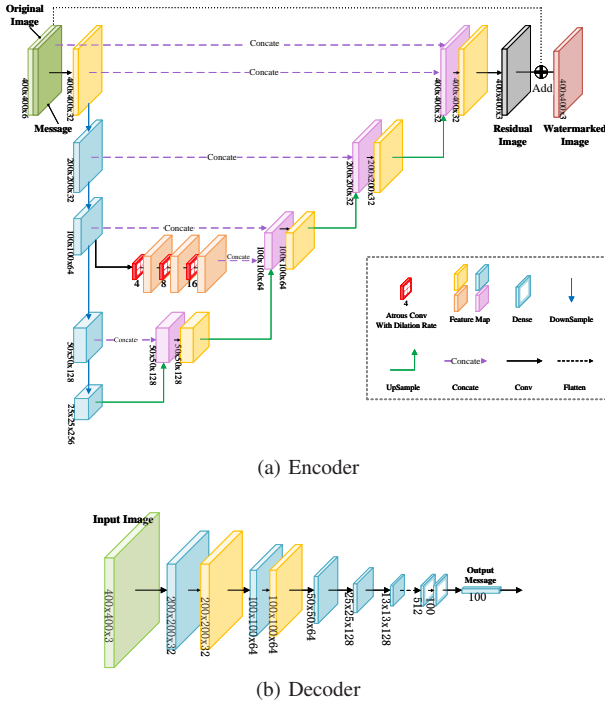 Original
Image
Message
400x400x6
400x400x32
Concate
Concate
400x400x32
400x400x32
400x400x3
Add
400x400x3
Residual
Image
Watermarked
Image
200x200x32
Concate
200x200x32
200x200x32
100x100x64
Concate
4
8
16
Concate
100x100x64
100x100x64
50x50x128
Concate
50x50x128
50x50x128
25x25x256
4
Atrous Conv
With Dilation Rate
Feature Map
Dense
DownSample
UpSample
Concate
Concate
Conv
Flatten
(a) Encoder
Input Image
400x400x3
200x200x32
200x200x32
100x100x64
100x100x64
50x50x64
25x25x128
13x13x128
512
100
Output
Message
100
(b) Decoder